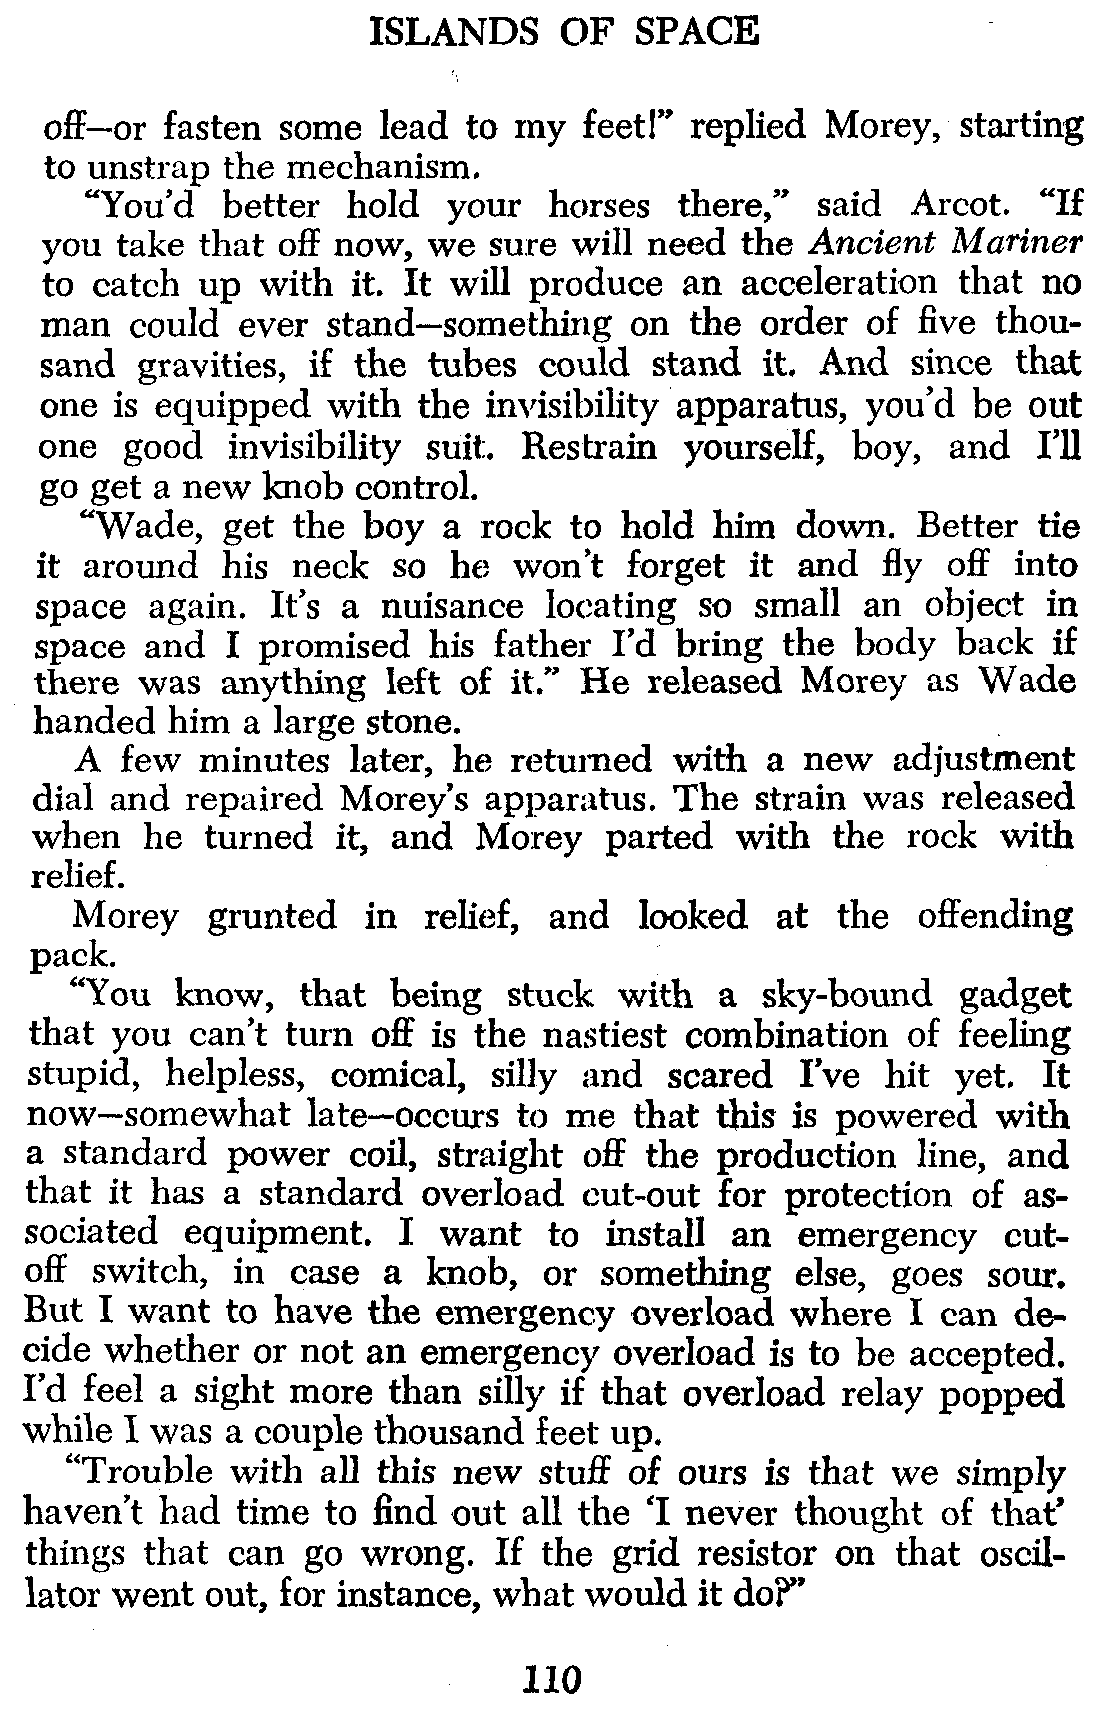 ISLANDS OF SPACE
off—or fasten some lead to my feet!” replied Morey, starting
to unstrap the mechanism.
“You’d better hold your horses there,” said Arcot. “If
you take that off now, we sure will need the Ancient Mariner
to catch up with it. It will produce an acceleration that no
man could ever stand—something on the order of five thou-
sand gravities, if the tubes could stand it. And since that
one is equipped with the invisibility apparatus, you’d be out
one good invisibility suit. Restrain yourself, boy, and I’ll
go get a new knob control.
“Wade, get the boy a rock to hold him down. Better tie
it around his neck so he won’t forget it and fly off into
space again. It’s a nuisance locating so small an object in
space and I promised his father I’d bring the body back if
there was anything left of it.” He released Morey as Wade
handed him a large stone.
A few minutes later, he returned with a new adjustment
dial and repaired Morey’s apparatus. The strain was released
when he turned it, and Morey parted with the rock with
relief.
Morey grunted in relief, and looked at the offending
pack.
“You know, that being stuck with a sky-bound gadget
that you can’t turn off is the nastiest combination of feeling
stupid, helpless, comical, silly and scared I’ve hit yet. It
now—somewhat late—occurs to me that this is powered with
a standard power coil, straight off the production line, and
that it has a standard overload cut-out for protection of as-
sociated equipment. I want to install an emergency cut-
off switch, in case a knob, or something else, goes sour.
But I want to have the emergency overload where I can de-
cide whether or not an emergency overload is to be accepted.
I’d feel a sight more than silly if that overload relay popped
while I was a couple thousand feet up.
“Trouble with all this new stuff of ours is that we simply
haven’t had time to find out all the ‘I never thought of that’
things that can go wrong. If the grid resistor on that oscil-
lator went out, for instance, what would it do?”
110